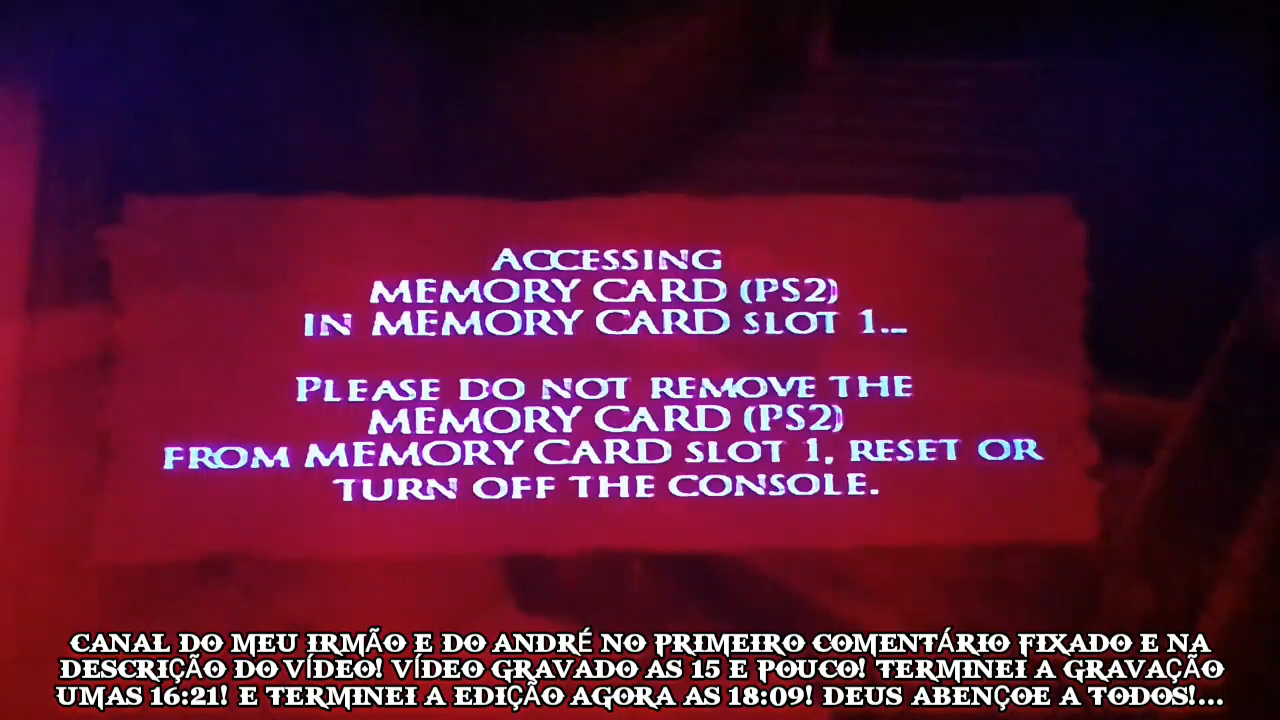 Accessing
MEMORY CARD (PS2)
IN MEMORY CARD SLOT 1...
Please do not remove the
MEMORY CARD (PS2)
FROM MEMORY CARD SLOT 1, RESET OR
TURN OFF THE CONSOLE.
CANAL DO MEU IRMÃO E DO ANDRÉ NO PRIMEIRO COMENTÁRIO FIXADO E NA
DESCRIÇÃO DO VÍDEO! VÍDEO GRAVADO AS 15 E POUCO! TERMINEI A GRAVAÇÃO
UMAS 16:21! E TERMINEI A EDIÇÃO AGORA AS 18:09! DEUS ABENÇOE A TODOS!...